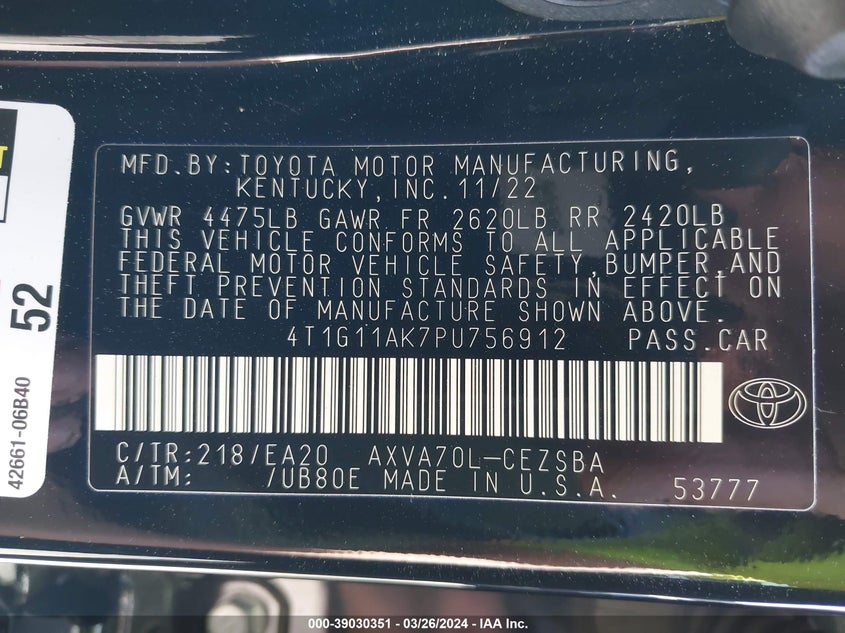 MFD.BY:TOYOTA MOTOR MANUFACTURING,
KENTUCKY,INC.11/22
GVWR 4475LB GAWR FR 2620LB RR 2420LB
THIS VEHICLE CONFORMS TO ALL APPLICABLE
FEDERAL MOTOR VEHICLE SAFETY,BUMPER,AND
THEFT PREVENTION STANDARDS IN EFFECT ON
THE DATE OF MANUFACTURE SHOWN ABOVE.
4T1G11AK7PU756912 PASS.CAR
C/TR:218/EA20 AXVA70L-CEZSBA
A/TM: /UB80E MADE IN U.S.A. 53777
52
42661-06B40
000-39030351 - 03/26/2024 - IAA Inc.